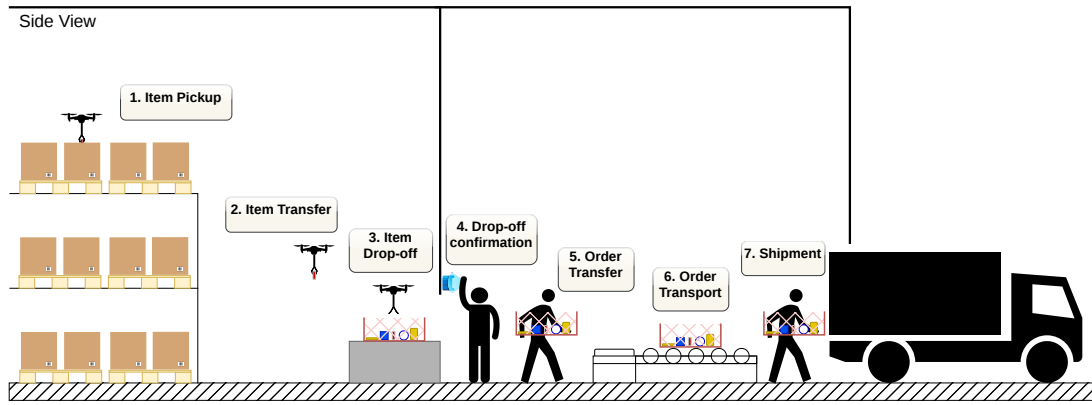 Side View
1. Item Pickup
2. Item Transfer
3. Item
Drop-off
4. Drop-off
confirmation
5. Order
Transfer
6. Order
Transport
7. Shipment